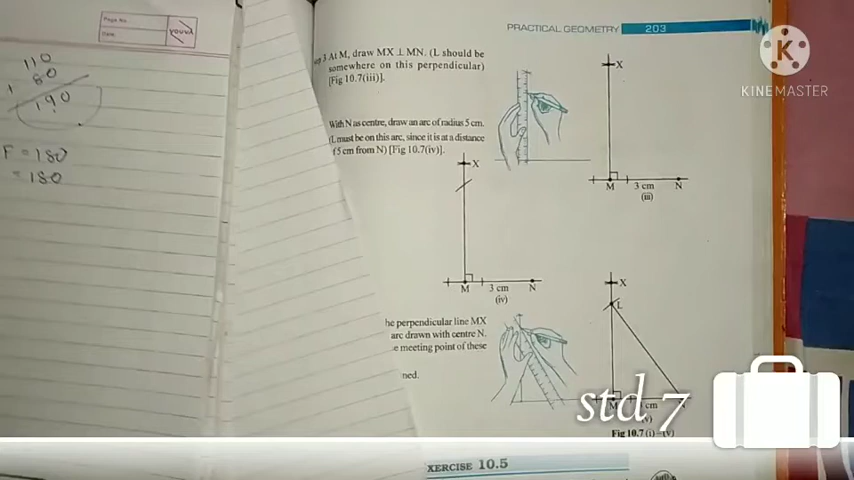 Page No.
Date
YOUVA
110
80
190
F = 180
= 180
PRACTICAL GEOMETRY 203
3 At M, draw MX ⊥ MN. (L should be
somewhere on this perpendicular)
[Fig 10.7(iii)].
X
M 3 cm N
(iii)
With N as centre, draw an arc of radius 5 cm.
(L must be on this arc, since it is at a distance
5 cm from N) [Fig 10.7(iv)].
X
M 3 cm N
(iv)
he perpendicular line MX
arc drawn with centre N.
meeting point of these
ned.
X
L
M cm
Fig 10.7 (i) – (v)
XERCISE 10.5
std 7
KINEMASTER